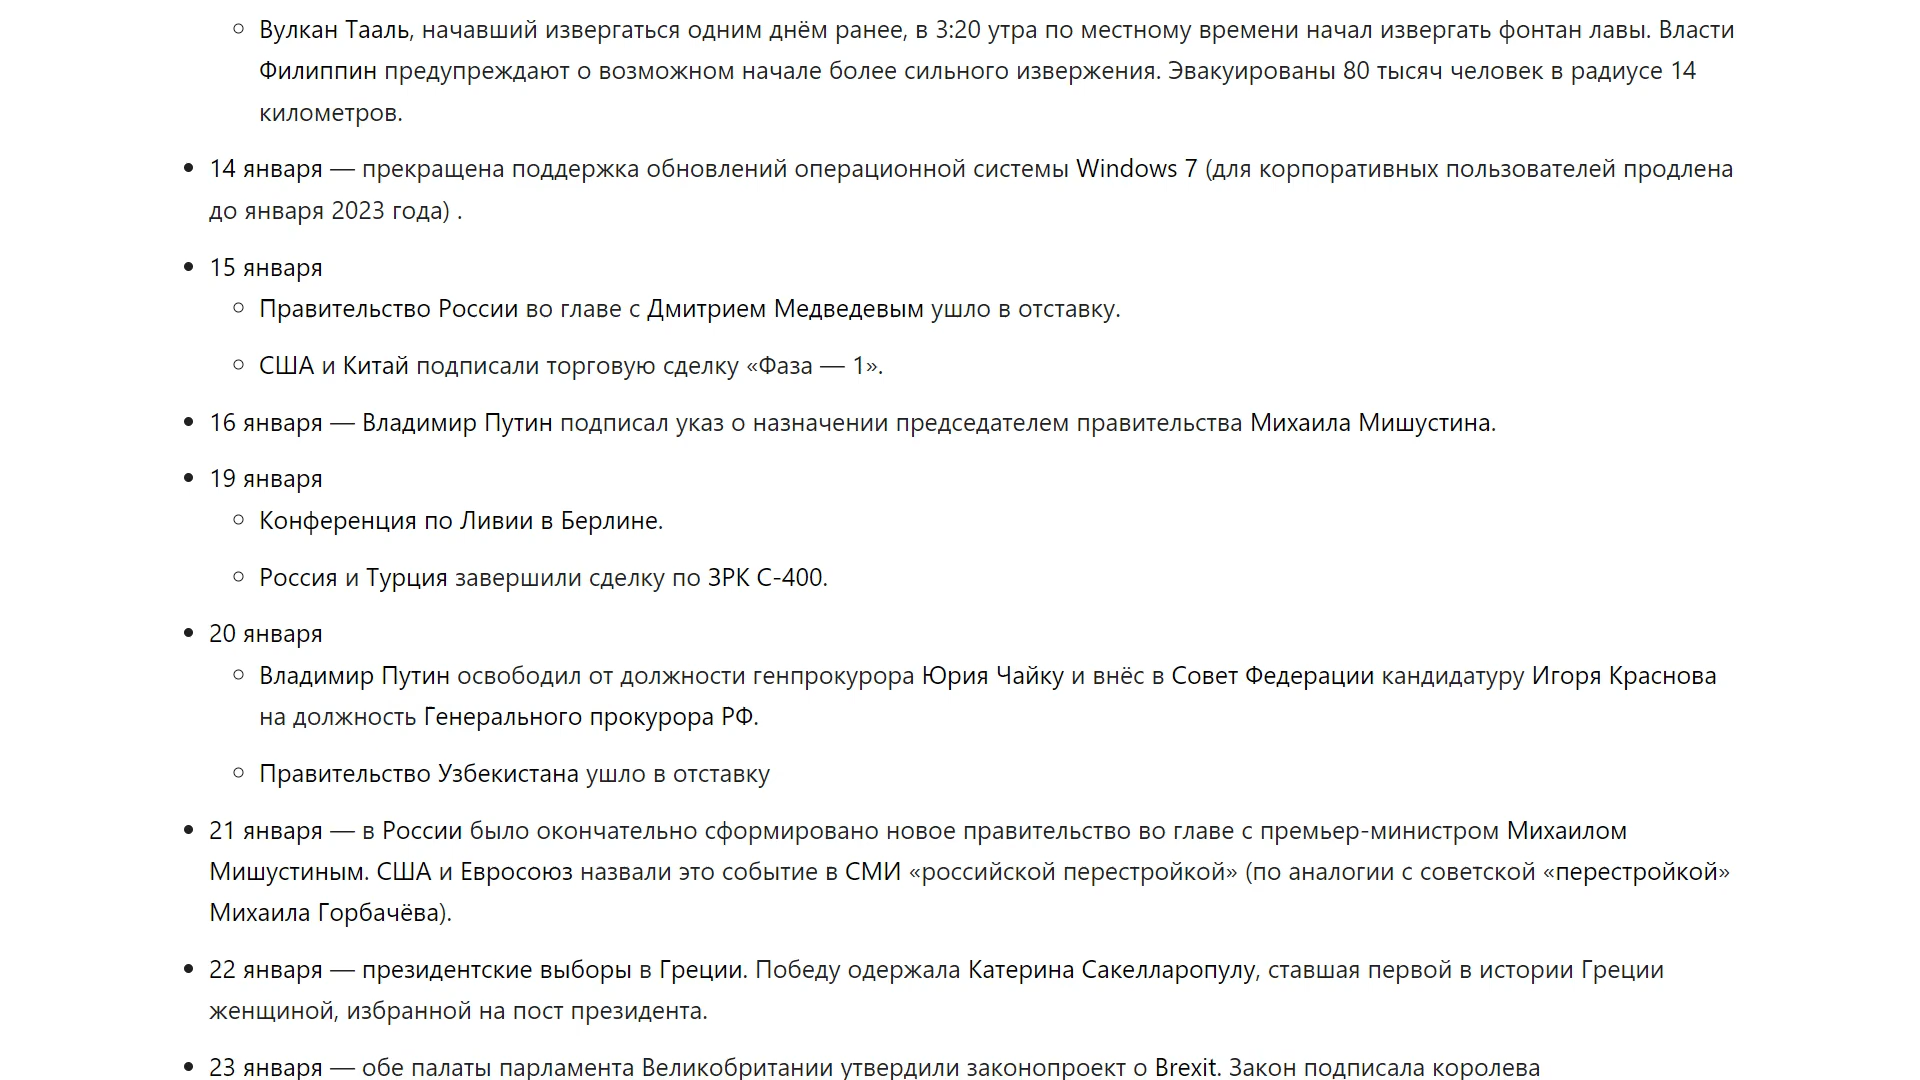 Вулкан Тааль, начавший извергаться одним днём ранее, в 3:20 утра по местному времени начал извергать фонтан лавы. Власти
Филиппин предупреждают о возможном начале более сильного извержения. Эвакуированы 80 тысяч человек в радиусе 14
километров.
14 января — прекращена поддержка обновлений операционной системы Windows 7 (для корпоративных пользователей продлена
до января 2023 года) .
15 января
Правительство России во главе с Дмитрием Медведевым ушло в отставку.
США и Китай подписали торговую сделку «Фаза — 1».
16 января — Владимир Путин подписал указ о назначении председателем правительства Михаила Мишустина.
19 января
Конференция по Ливии в Берлине.
Россия и Турция завершили сделку по ЗРК С-400.
20 января
Владимир Путин освободил от должности генпрокурора Юрия Чайку и внёс в Совет Федерации кандидатуру Игоря Краснова
на должность Генерального прокурора РФ.
Правительство Узбекистана ушло в отставку
21 января — в России было окончательно сформировано новое правительство во главе с премьер-министром Михаилом
Мишустиным. США и Евросоюз назвали это событие в СМИ «российской перестройкой» (по аналогии с советской «перестройкой»
Михаила Горбачёва).
22 января — президентские выборы в Греции. Победу одержала Катерина Сакелларопулу, ставшая первой в истории Греции
женщиной, избранной на пост президента.
23 января — обе палаты парламента Великобритании утвердили законопроект о Brexit. Закон подписала королева